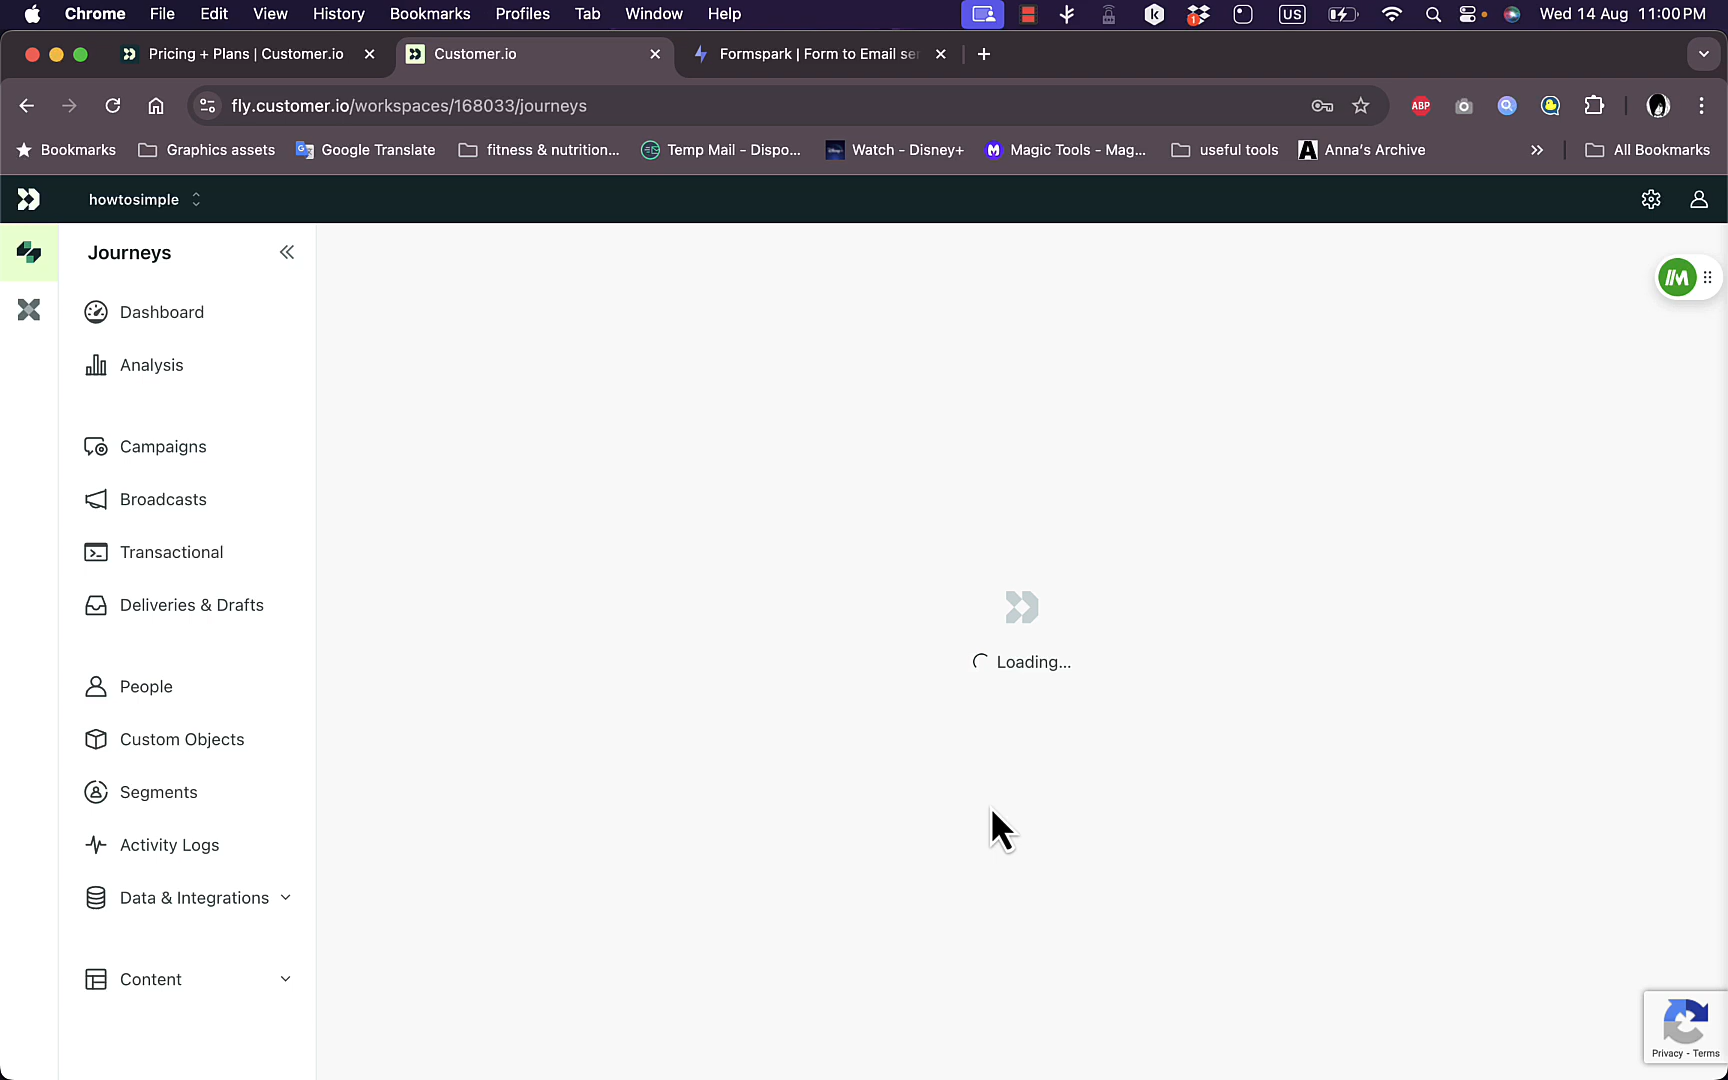 Chrome File Edit View History Bookmarks Profiles Tab Window Help 1 US Wed 14 Aug 11:00 PM
Pricing + Plans | Customer.io Customer.io Formspark | Form to Email se
fly.customer.io/workspaces/168033/journeys ABP
Bookmarks Graphics assets Google Translate fitness & nutrition... Temp Mail - Dispo... Watch - Disney+ Magic Tools - Mag... useful tools Anna's Archive All Bookmarks
howtosimple
Journeys
Dashboard
Analysis
Campaigns
Broadcasts
Transactional
Deliveries & Drafts
Loading...
People
Custom Objects
Segments
Activity Logs
Data & Integrations
Content
Privacy - Terms